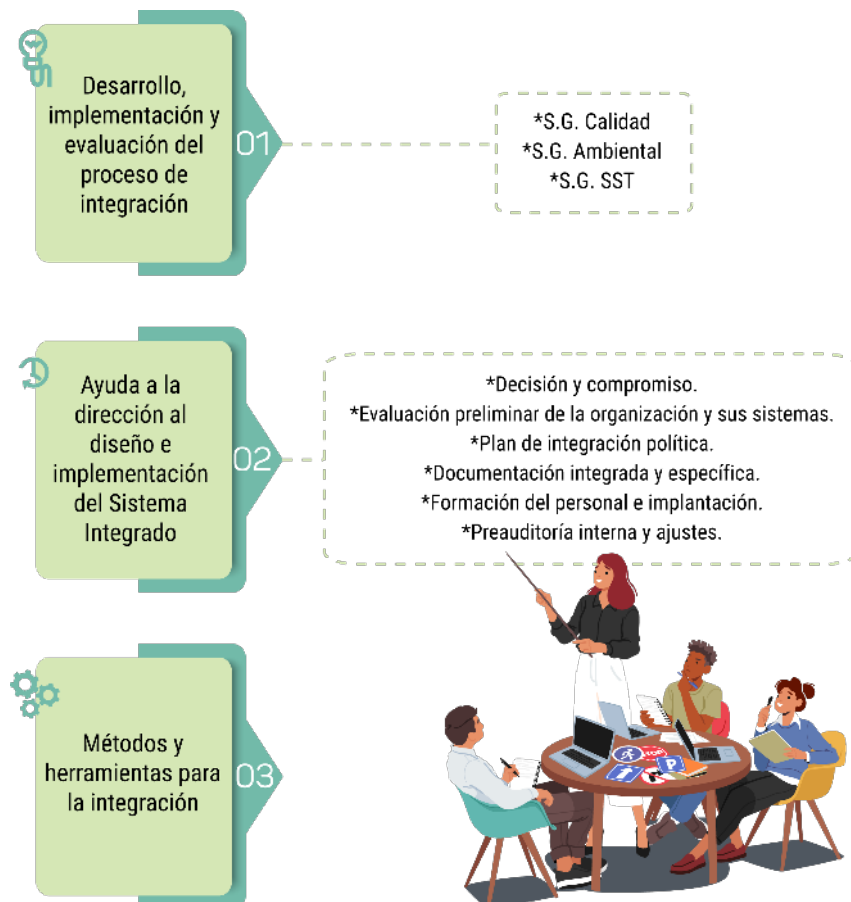 Desarrollo,
implementación y
evaluación del
proceso de
integración
01
*S.G. Calidad
*S.G. Ambiental
*S.G. SST
Ayuda a la
dirección al
diseño e
implementación
del Sistema
Integrado
02
*Decisión y compromiso.
*Evaluación preliminar de la organización y sus sistemas.
*Plan de integración política.
*Documentación integrada y específica.
*Formación del personal e implantación.
*Preauditoría interna y ajustes.
Métodos y
herramientas para
la integración
03
STOP
P